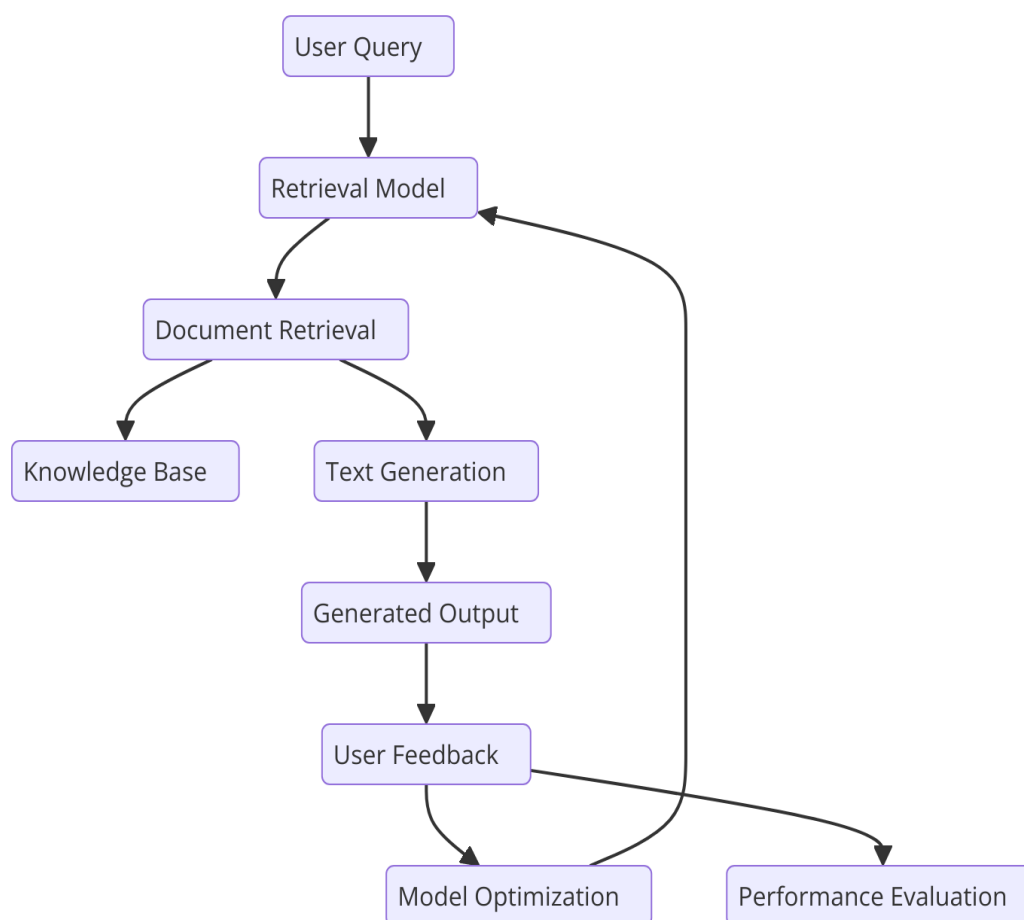 User Query
Retrieval Model
Document Retrieval
Knowledge Base
Text Generation
Generated Output
User Feedback
Model Optimization
Performance Evaluation